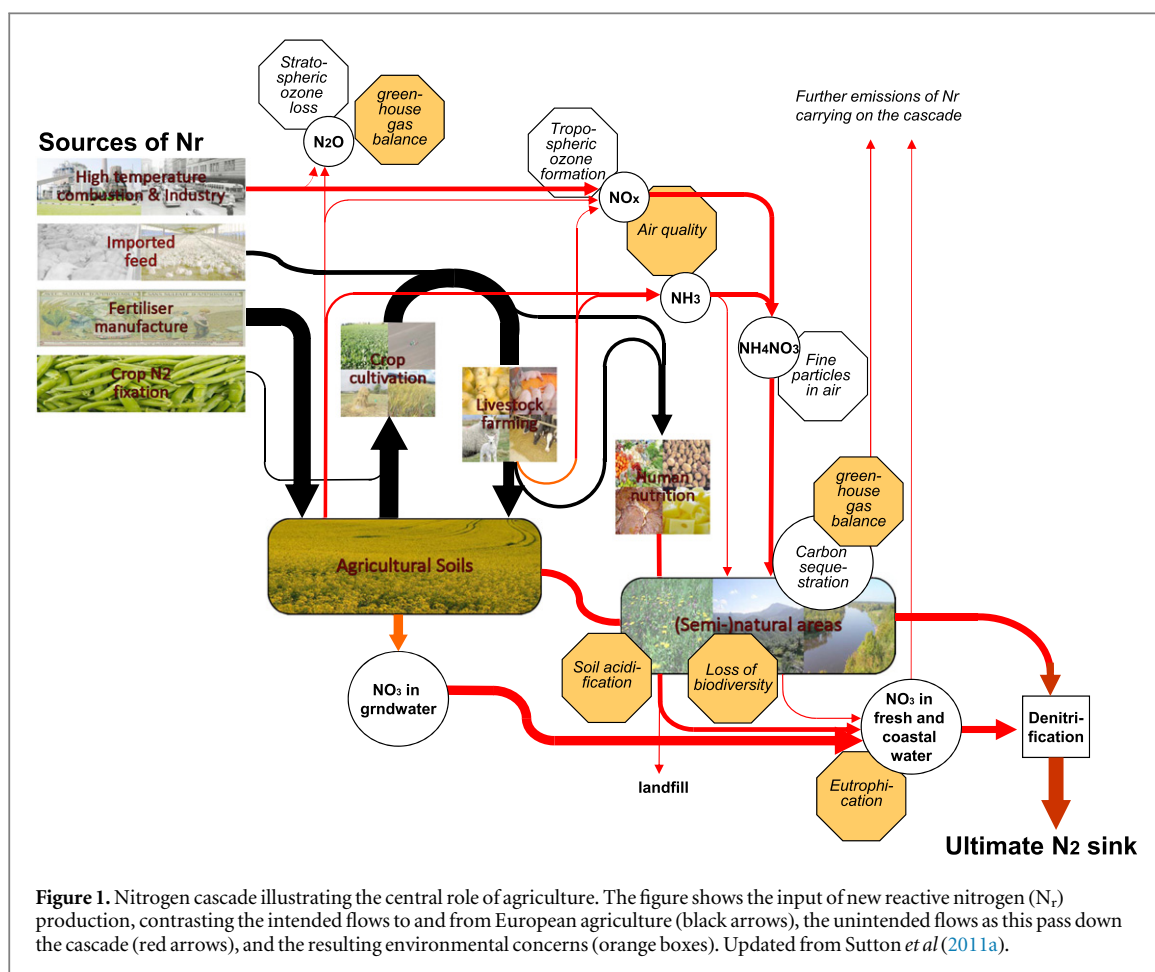 Strato-
spheric
ozone
loss
green-
house
gas
balance
N2O
Sources of Nr
High temperature
combustion & Industry
Imported
feed
Fertiliser
manufacture
Crop N2
fixation
Tropo-
spheric
ozone
formation
NOx
Air quality
NH3
Further emissions of Nr
carrying on the cascade
NH4NO3
Fine
particles
in air
Crop
cultivation
Livestock
farming
Human
nutrition
green-
house
gas
balance
Carbon
seque-
stration
Agricultural Soils
(Semi-)natural areas
Soil acidi-
fication
Loss of
biodiversity
NO3 in
grndwater
NO3 in
fresh and
coastal
water
Denitri-
fication
Eutrophi-
cation
landfill
Ultimate N2 sink
Figure 1. Nitrogen cascade illustrating the central role of agriculture. The figure shows the input of new reactive nitrogen (Nr)
production, contrasting the intended flows to and from European agriculture (black arrows), the unintended flows as this pass down
the cascade (red arrows), and the resulting environmental concerns (orange boxes). Updated from Sutton et al (2011a).